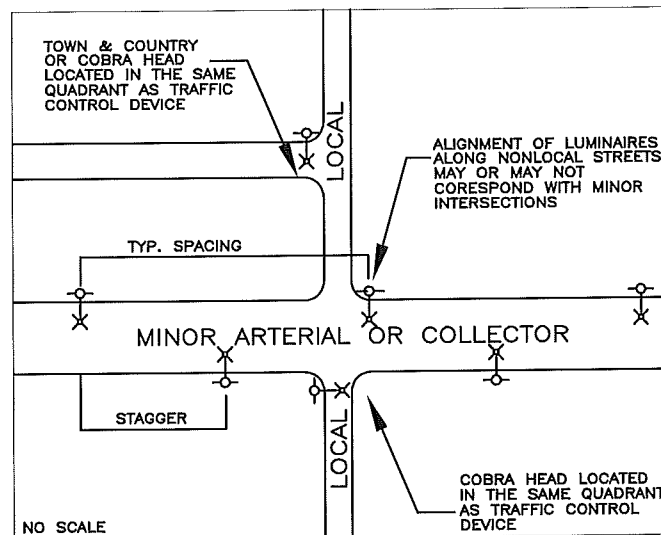 TOWN & COUNTRY
OR COBRA HEAD
LOCATED IN THE SAME
QUADRANT AS TRAFFIC
CONTROL DEVICE
LOCAL
ALIGNMENT OF LUMINAIRES
ALONG NONLOCAL STREETS
MAY OR MAY NOT
CORESPOND WITH MINOR
INTERSECTIONS
TYP. SPACING
MINOR ARTERIAL OR COLLECTOR
STAGGER
LOCAL
COBRA HEAD LOCATED
IN THE SAME QUADRANT
AS TRAFFIC CONTROL
DEVICE
NO SCALE